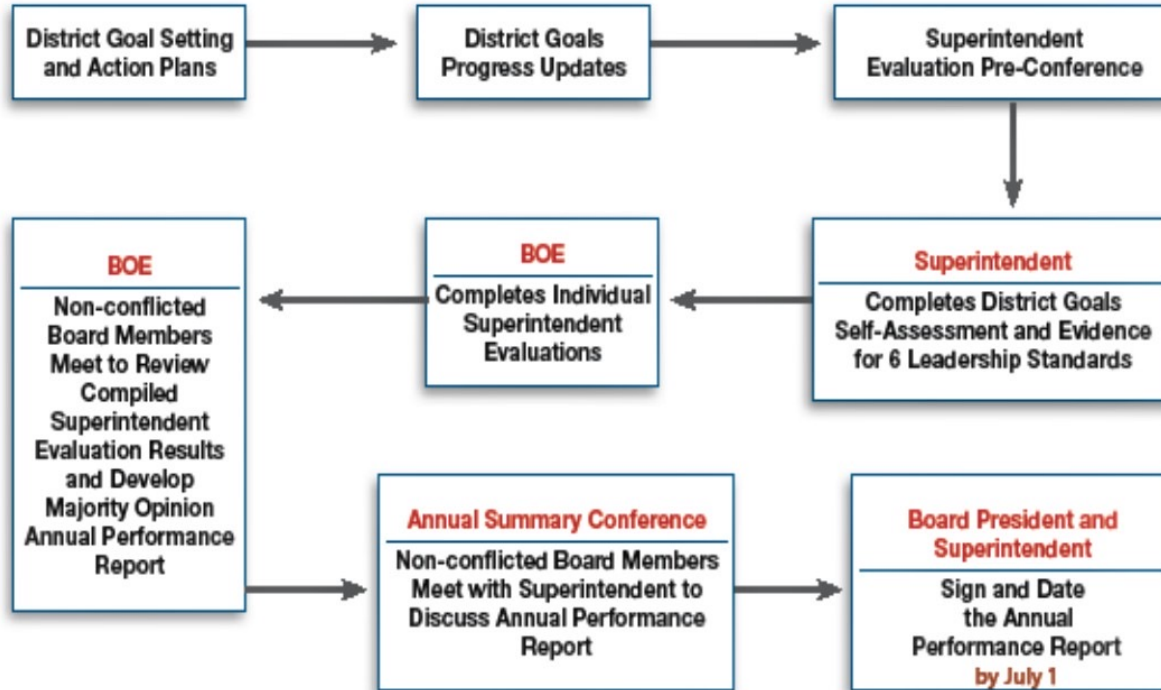 District Goal Setting
and Action Plans
District Goals
Progress Updates
Superintendent
Evaluation Pre-Conference
Superintendent
Completes District Goals
Self-Assessment and Evidence
for 6 Leadership Standards
BOE
Completes Individual
Superintendent
Evaluations
BOE
Non-conflicted
Board Members
Meet to Review
Compiled
Superintendent
Evaluation Results
and Develop
Majority Opinion
Annual Performance
Report
Annual Summary Conference
Non-conflicted Board Members
Meet with Superintendent to
Discuss Annual Performance
Report
Board President and
Superintendent
Sign and Date
the Annual
Performance Report
by July 1